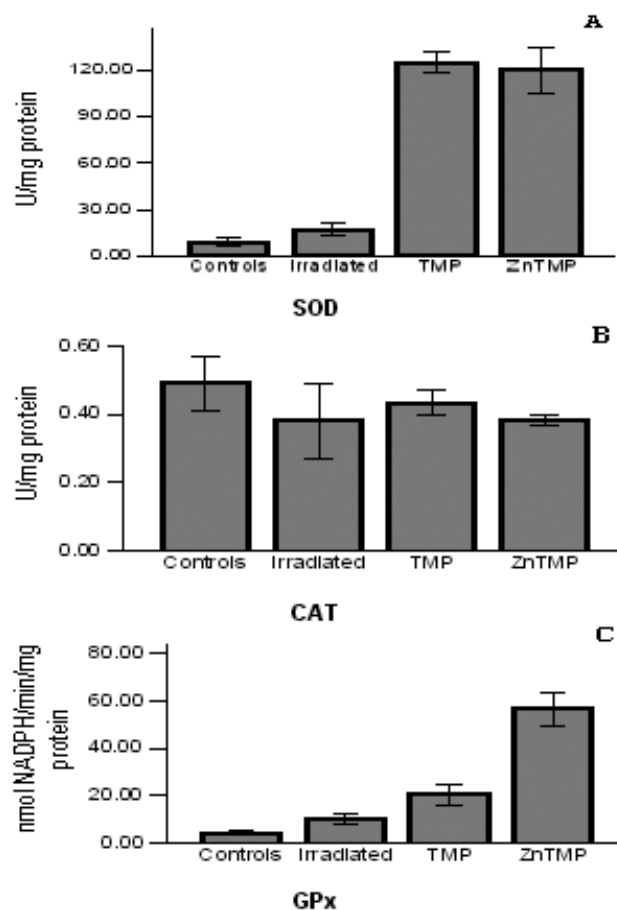 A
U/mg protein
120.00
90.00
60.00
30.00
0.00
Controls Irradiated TMP ZnTMP
SOD
B
U/mg protein
0.60
0.40
0.20
0.00
Controls Irradiated TMP ZnTMP
CAT
C
nmol NADPH/min/mg
protein
80.00
60.00
40.00
20.00
0.00
Controls Irradiated TMP ZnTMP
GPx